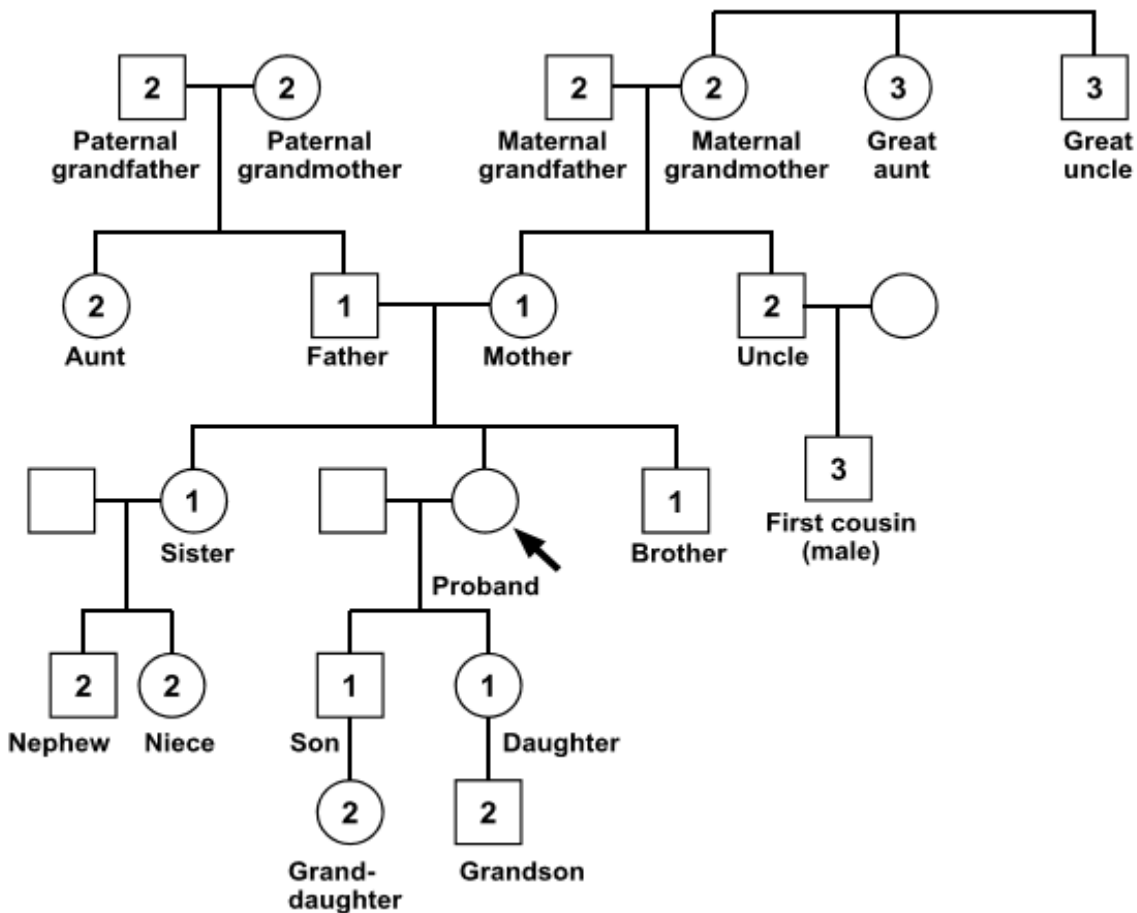 2 2 2 2 3 3
Paternal grandfather
Paternal grandmother
Maternal grandfather
Maternal grandmother
Great aunt
Great uncle
2 1 1 2
Aunt Father Mother Uncle
1 1 3
Sister
Brother
First cousin
(male)
Proband
2 2 1 1
Nephew Niece Son Daughter
2 2
Grand-
daughter
Grandson